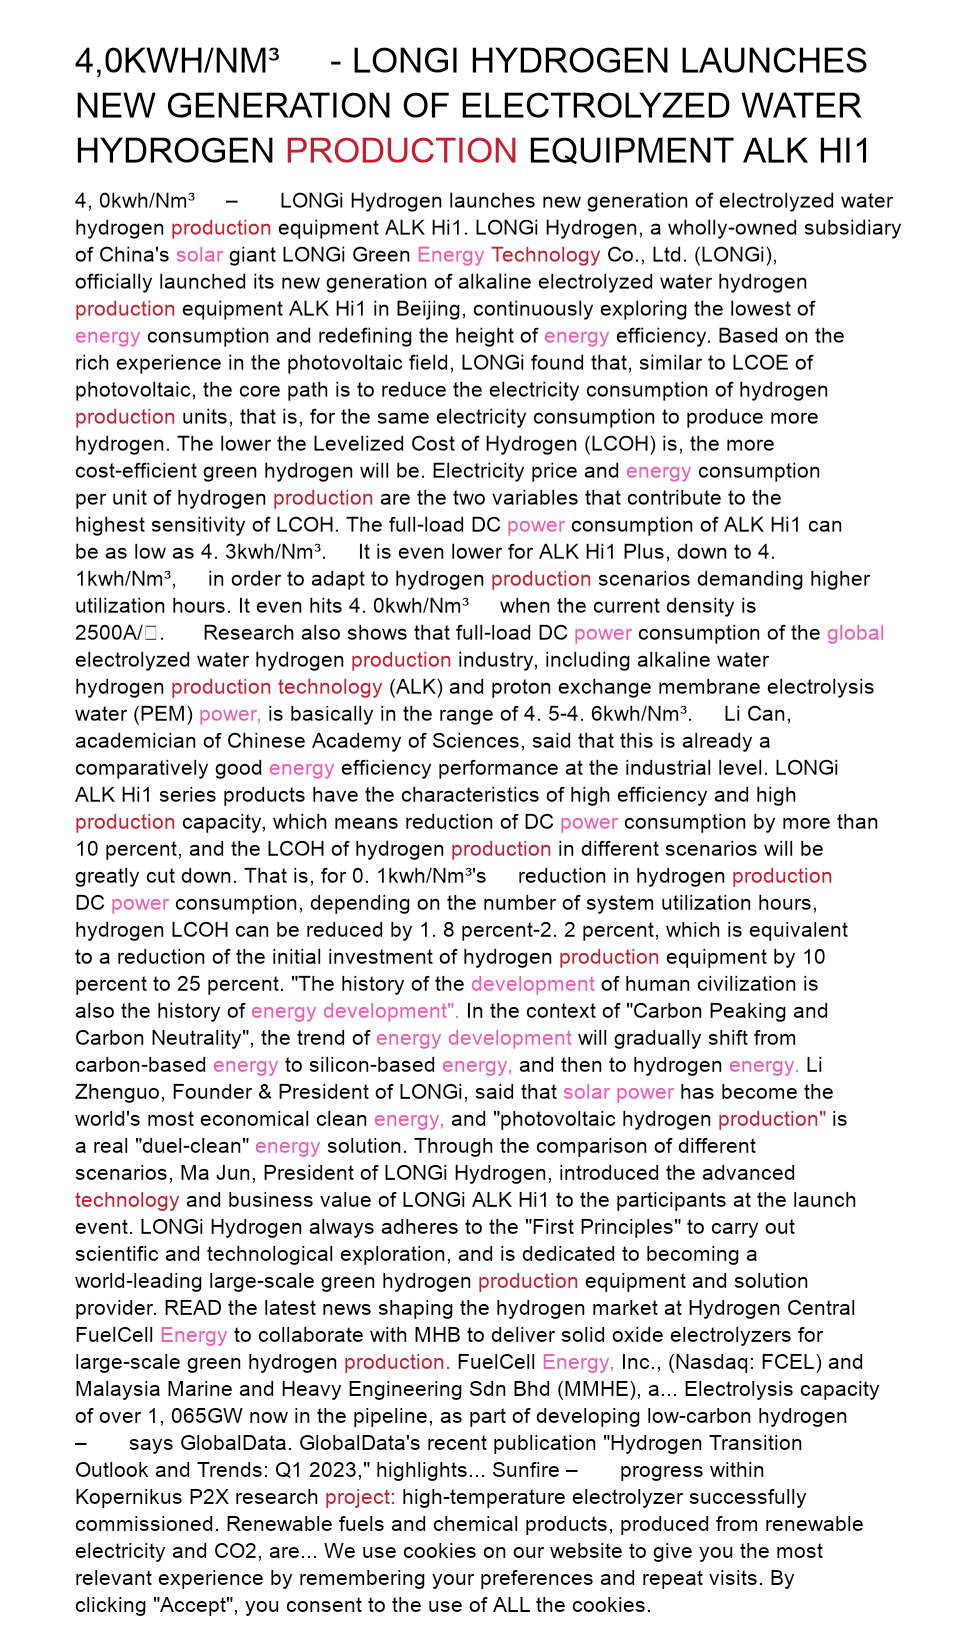 4,0KWH/NM³ - LONGI HYDROGEN LAUNCHES
NEW GENERATION OF ELECTROLYZED WATER
HYDROGEN PRODUCTION EQUIPMENT ALK HI1
4, 0kwh/Nm³ – LONGi Hydrogen launches new generation of electrolyzed water
hydrogen production equipment ALK Hi1. LONGi Hydrogen, a wholly-owned subsidiary
of China's solar giant LONGi Green Energy Technology Co., Ltd. (LONGi),
officially launched its new generation of alkaline electrolyzed water hydrogen
production equipment ALK Hi1 in Beijing, continuously exploring the lowest of
energy consumption and redefining the height of energy efficiency. Based on the
rich experience in the photovoltaic field, LONGi found that, similar to LCOE of
photovoltaic, the core path is to reduce the electricity consumption of hydrogen
production units, that is, for the same electricity consumption to produce more
hydrogen. The lower the Levelized Cost of Hydrogen (LCOH) is, the more
cost-efficient green hydrogen will be. Electricity price and energy consumption
per unit of hydrogen production are the two variables that contribute to the
highest sensitivity of LCOH. The full-load DC power consumption of ALK Hi1 can
be as low as 4. 3kwh/Nm³. It is even lower for ALK Hi1 Plus, down to 4.
1kwh/Nm³, in order to adapt to hydrogen production scenarios demanding higher
utilization hours. It even hits 4. 0kwh/Nm³ when the current density is
2500A/□. Research also shows that full-load DC power consumption of the global
electrolyzed water hydrogen production industry, including alkaline water
hydrogen production technology (ALK) and proton exchange membrane electrolysis
water (PEM) power, is basically in the range of 4. 5-4. 6kwh/Nm³. Li Can,
academician of Chinese Academy of Sciences, said that this is already a
comparatively good energy efficiency performance at the industrial level. LONGi
ALK Hi1 series products have the characteristics of high efficiency and high
production capacity, which means reduction of DC power consumption by more than
10 percent, and the LCOH of hydrogen production in different scenarios will be
greatly cut down. That is, for 0. 1kwh/Nm³'s reduction in hydrogen production
DC power consumption, depending on the number of system utilization hours,
hydrogen LCOH can be reduced by 1. 8 percent-2. 2 percent, which is equivalent
to a reduction of the initial investment of hydrogen production equipment by 10
percent to 25 percent. "The history of the development of human civilization is
also the history of energy development". In the context of "Carbon Peaking and
Carbon Neutrality", the trend of energy development will gradually shift from
carbon-based energy to silicon-based energy, and then to hydrogen energy. Li
Zhenguo, Founder & President of LONGi, said that solar power has become the
world's most economical clean energy, and "photovoltaic hydrogen production" is
a real "duel-clean" energy solution. Through the comparison of different
scenarios, Ma Jun, President of LONGi Hydrogen, introduced the advanced
technology and business value of LONGi ALK Hi1 to the participants at the launch
event. LONGi Hydrogen always adheres to the "First Principles" to carry out
scientific and technological exploration, and is dedicated to becoming a
world-leading large-scale green hydrogen production equipment and solution
provider. READ the latest news shaping the hydrogen market at Hydrogen Central
FuelCell Energy to collaborate with MHB to deliver solid oxide electrolyzers for
large-scale green hydrogen production. FuelCell Energy, Inc., (Nasdaq: FCEL) and
Malaysia Marine and Heavy Engineering Sdn Bhd (MMHE), a... Electrolysis capacity
of over 1, 065GW now in the pipeline, as part of developing low-carbon hydrogen
– says GlobalData. GlobalData's recent publication "Hydrogen Transition
Outlook and Trends: Q1 2023," highlights... Sunfire – progress within
Kopernikus P2X research project: high-temperature electrolyzer successfully
commissioned. Renewable fuels and chemical products, produced from renewable
electricity and CO2, are... We use cookies on our website to give you the most
relevant experience by remembering your preferences and repeat visits. By
clicking "Accept", you consent to the use of ALL the cookies.